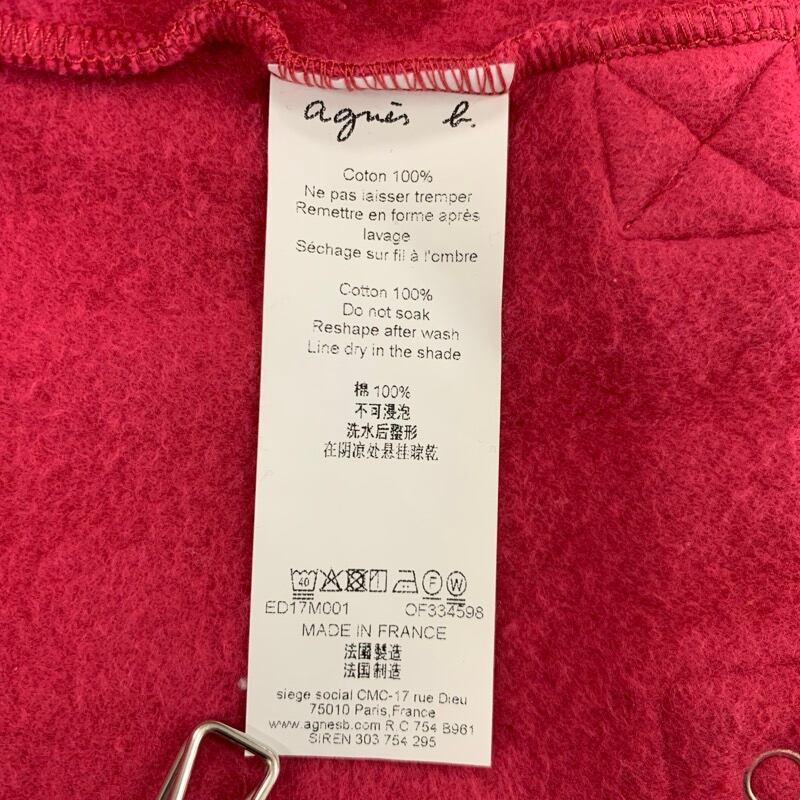 agnès b.
Coton 100%
Ne pas laisser tremper
Remettre en forme après
lavage
Séchage sur fil à l'ombre
Cotton 100%
Do not soak
Reshape after wash
Line dry in the shade
棉 100%
不可浸泡
洗水后整形
在阴凉处悬挂晾乾
40 F W
ED17M001 OF334598
MADE IN FRANCE
法國製造
法国制造
siege social CMC-17 rue Dieu
75010 Paris,France
www.agnesb.com R.C 754 B961
SIREN 303 754 295